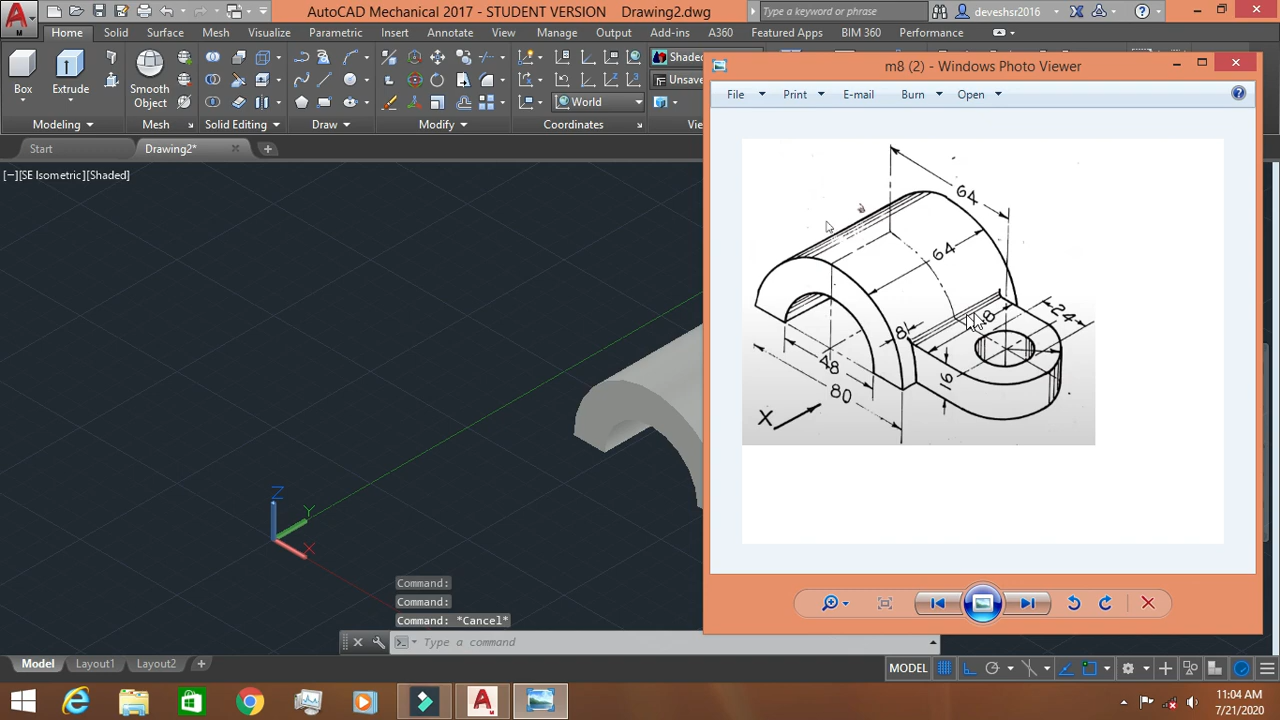 AutoCAD Mechanical 2017 - STUDENT VERSION Drawing2.dwg
Type a keyword or phrase
deveshsr2016
Home Solid Surface Mesh Visualize Parametric Insert Annotate View Manage Output Add-ins A360 Express Tools Featured Apps BIM 360 Performance
Box
Extrude
Smooth
Object
Shaded
Unsave
World
Modeling
Mesh
Solid Editing
Draw
Modify
Coordinates
Start
Drawing2*
[−][SE Isometric][Shaded]
m8 (2) - Windows Photo Viewer
File Print E-mail Burn Open
64
64
24
8
48
80
16
X
Z
Y
X
Command:
Command:
Command: *Cancel*
Type a command
Model Layout1 Layout2
MODEL
11:04 AM
7/21/2020